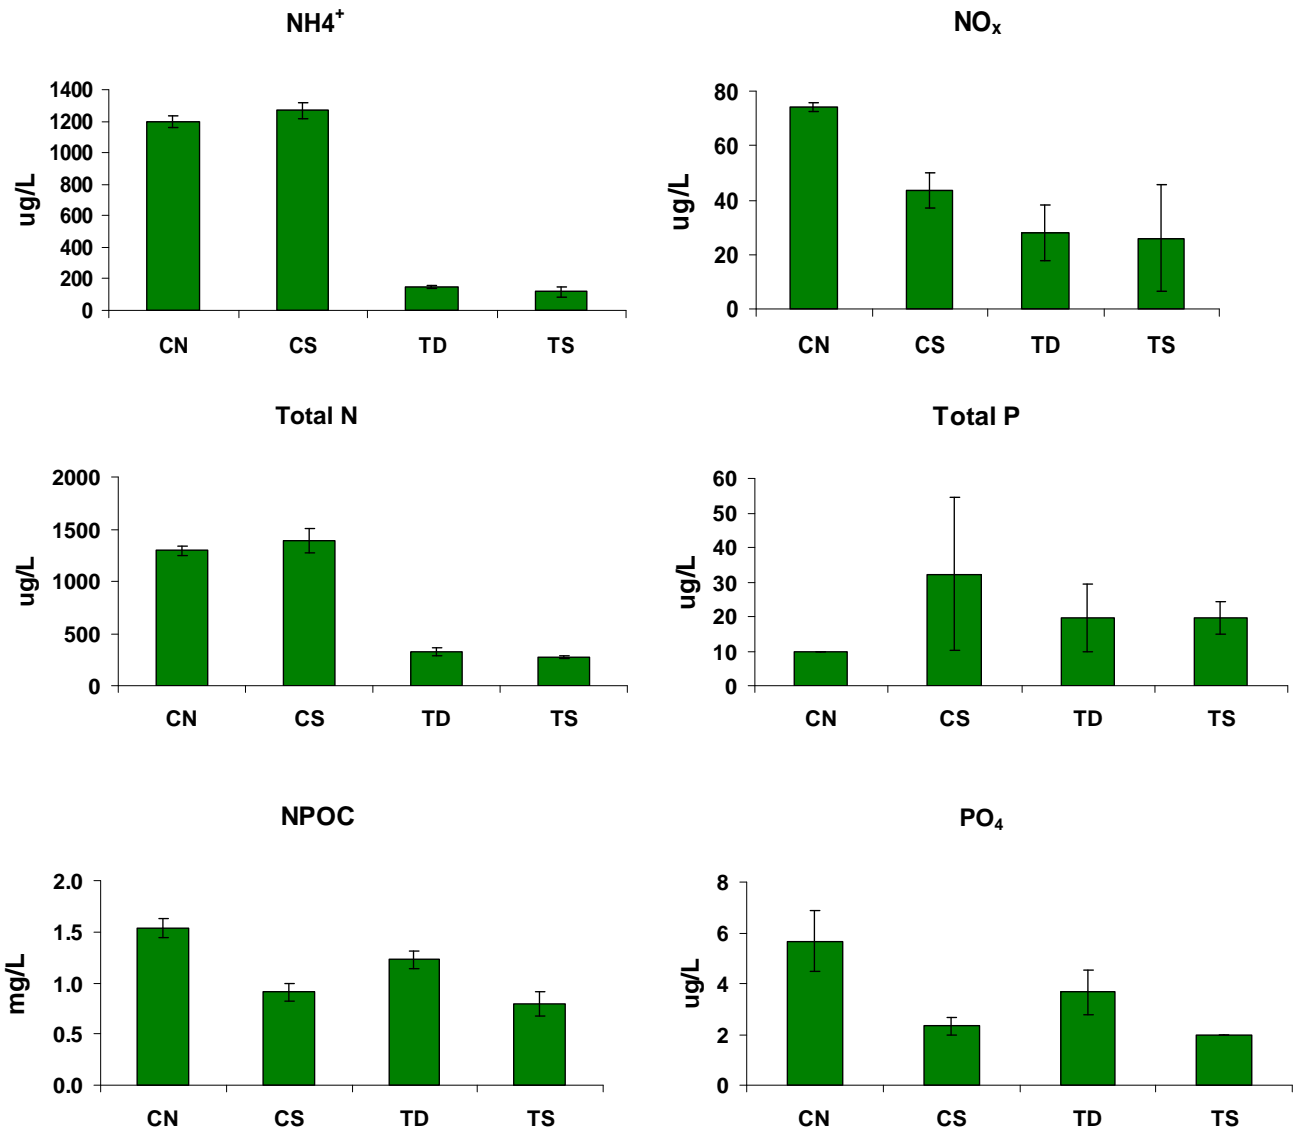 NH4⁺
ug/L
1400
1200
1000
800
600
400
200
0
CN CS TD TS
NOₓ
ug/L
80
60
40
20
0
CN CS TD TS
Total N
ug/L
2000
1500
1000
500
0
CN CS TD TS
Total P
ug/L
60
50
40
30
20
10
0
CN CS TD TS
NPOC
mg/L
2.0
1.5
1.0
0.5
0.0
CN CS TD TS
PO₄
ug/L
8
6
4
2
0
CN CS TD TS